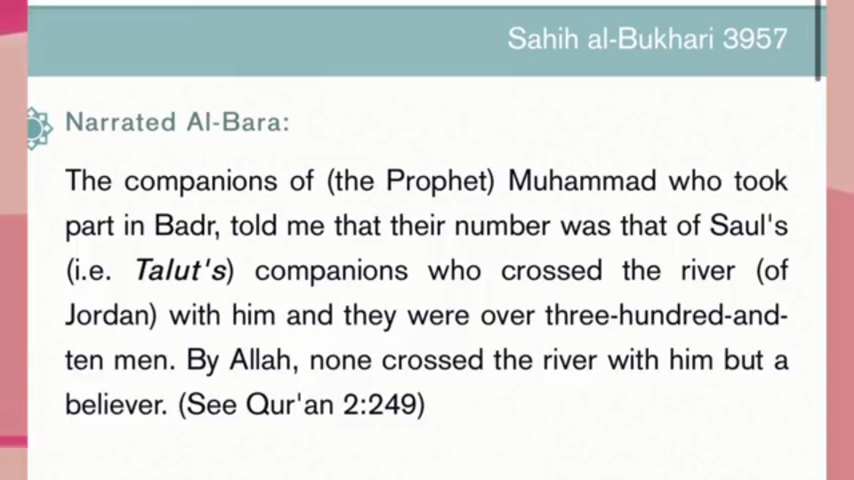 Sahih al-Bukhari 3957
Narrated Al-Bara:
The companions of (the Prophet) Muhammad who took
part in Badr, told me that their number was that of Saul's
(i.e. Talut's) companions who crossed the river (of
Jordan) with him and they were over three-hundred-and-
ten men. By Allah, none crossed the river with him but a
believer. (See Qur'an 2:249)